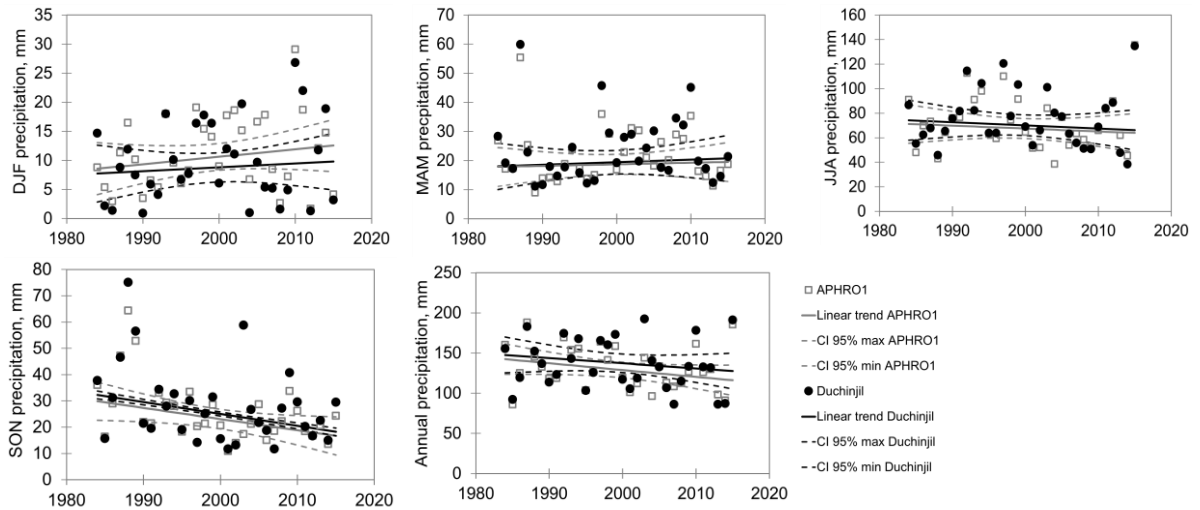 DJF precipitation, mm
35
30
25
20
15
10
5
0
1980 1990 2000 2010 2020
MAM precipitation, mm
70
60
50
40
30
20
10
0
1980 1990 2000 2010 2020
JJA precipitation, mm
160
140
120
100
80
60
40
20
0
1980 1990 2000 2010 2020
SON precipitation, mm
80
70
60
50
40
30
20
10
0
1980 1990 2000 2010 2020
Annual precipitation, mm
250
200
150
100
50
0
1980 1990 2000 2010 2020
APHRO1
Linear trend APHRO1
CI 95% max APHRO1
CI 95% min APHRO1
Duchinjil
Linear trend Duchinjil
CI 95% max Duchinjil
CI 95% min Duchinjil